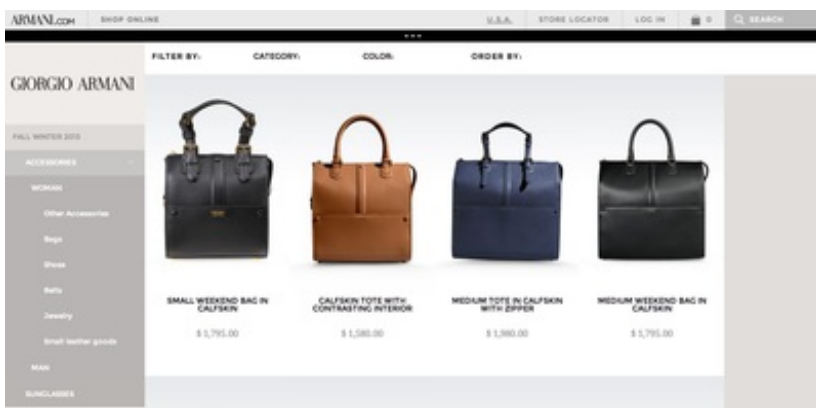 ARMANI.COM SHOP ONLINE U.S.A. STORE LOCATOR LOG IN 0 SEARCH
FILTER BY: CATEGORY: COLOR: ORDER BY:
GIORGIO ARMANI
FALL WINTER 2013
ACCESSORIES
WOMAN
Other Accessories
Bags
Shoes
Belts
Jewelry
Small leather goods
MAN
SUNGLASSES
SMALL WEEKEND BAG IN
CALFSKIN
$ 1,795.00
CALFSKIN TOTE WITH
CONTRASTING INTERIOR
$ 1,580.00
MEDIUM TOTE IN CALFSKIN
WITH ZIPPER
$ 1,980.00
MEDIUM WEEKEND BAG IN
CALFSKIN
$ 1,795.00